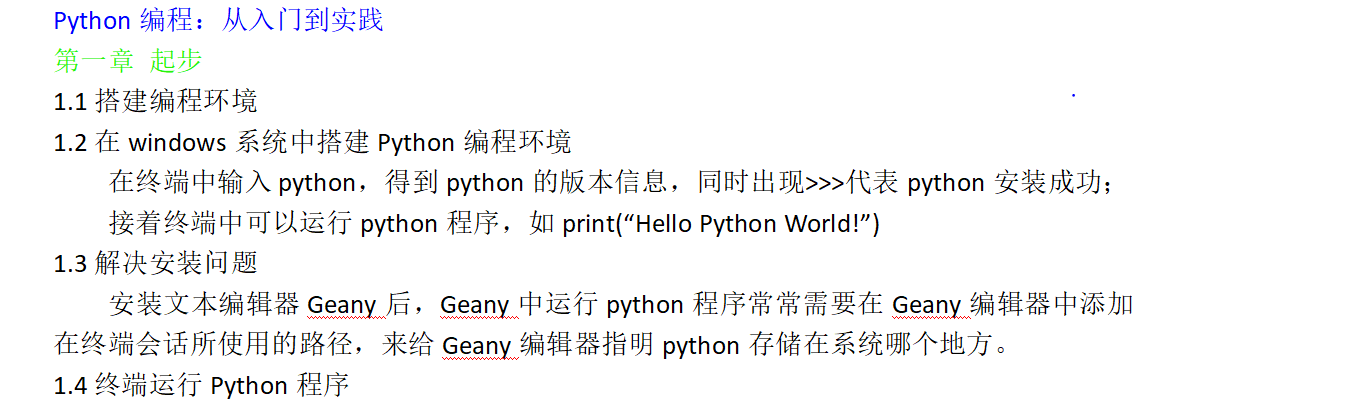 Python 编程：从入门到实践
第一章 起步
1.1 搭建编程环境
1.2 在 windows 系统中搭建 Python 编程环境
在终端中输入 python，得到 python 的版本信息，同时出现>>>代表 python 安装成功；
接着终端中可以运行 python 程序，如 print(“Hello Python World!”)
1.3 解决安装问题
安装文本编辑器 Geany 后，Geany 中运行 python 程序常常需要在 Geany 编辑器中添加
在终端会话所使用的路径，来给 Geany 编辑器指明 python 存储在系统哪个地方。
1.4 终端运行 Python 程序